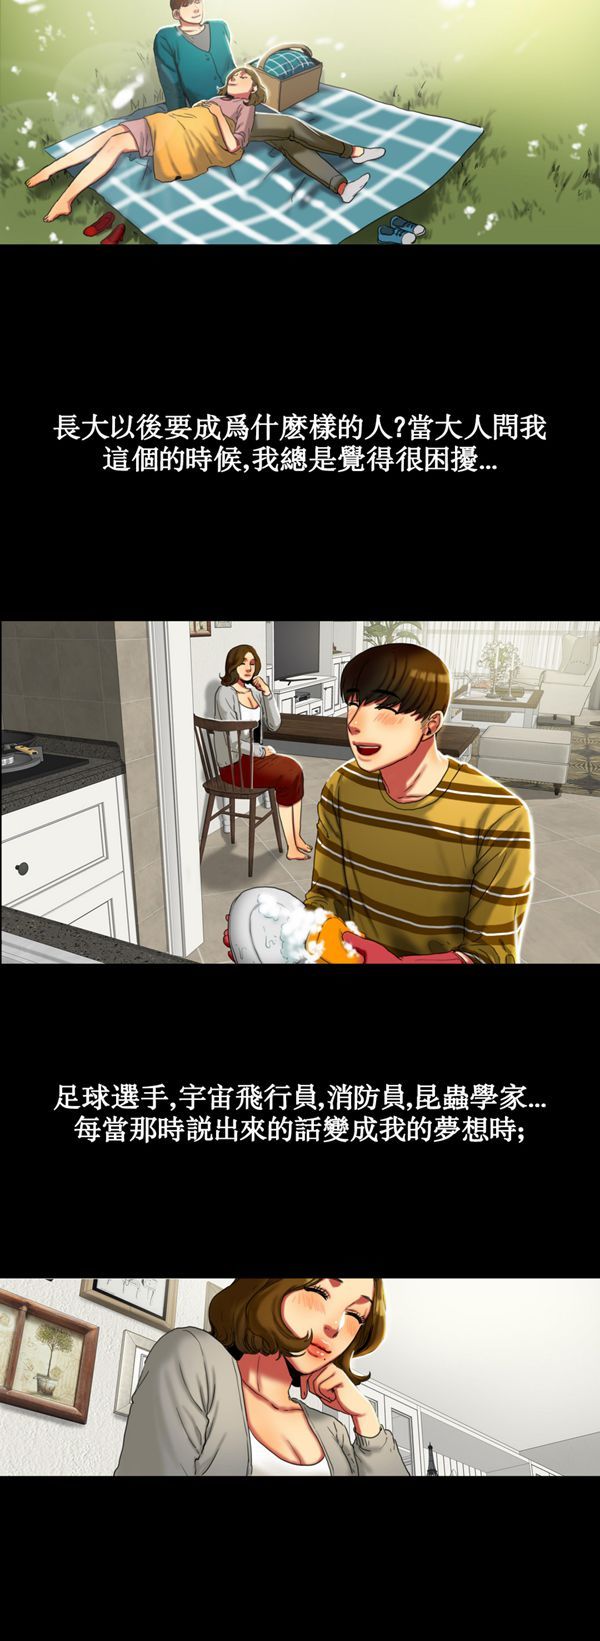 長大以後要成爲什麽樣的人?當大人問我
這個的時候,我總是覺得很困擾...
足球選手,宇宙飛行員,消防員,昆蟲學家...
每當那時説出來的話變成我的夢想時;